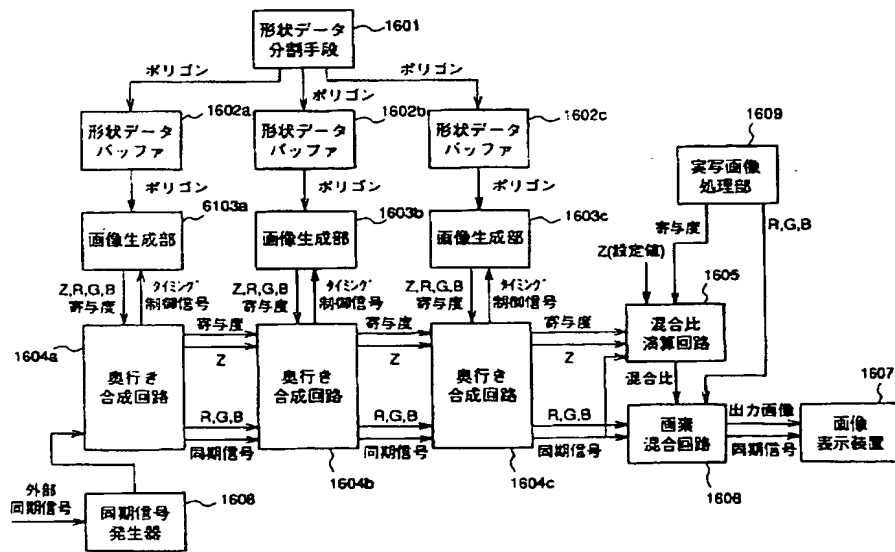 形状データ
分割手段
1601
ポリゴン
ポリゴン
ポリゴン
1602a
1602b
1602c
形状データ
バッファ
形状データ
バッファ
形状データ
バッファ
1609
実写画像
処理部
ポリゴン
ポリゴン
ポリゴン
6103a
1603b
1603c
画像生成部
画像生成部
画像生成部
寄与度
R,G,B
Z(設定値)
Z,R,G,B
寄与度
タイミング
制御信号
Z,R,G,B
寄与度
タイミング
制御信号
Z,R,G,B
寄与度
タイミング
制御信号
1605
1604a
奥行き
合成回路
寄与度
Z
奥行き
合成回路
寄与度
Z
奥行き
合成回路
寄与度
Z
混合比
演算回路
混合比
1607
R,G,B
同期信号
R,G,B
同期信号
R,G,B
同期信号
画素
混合回路
出力画像
同期信号
画像
表示装置
1604b
1604c
1606
外部
同期信号
同期信号
発生器
1608